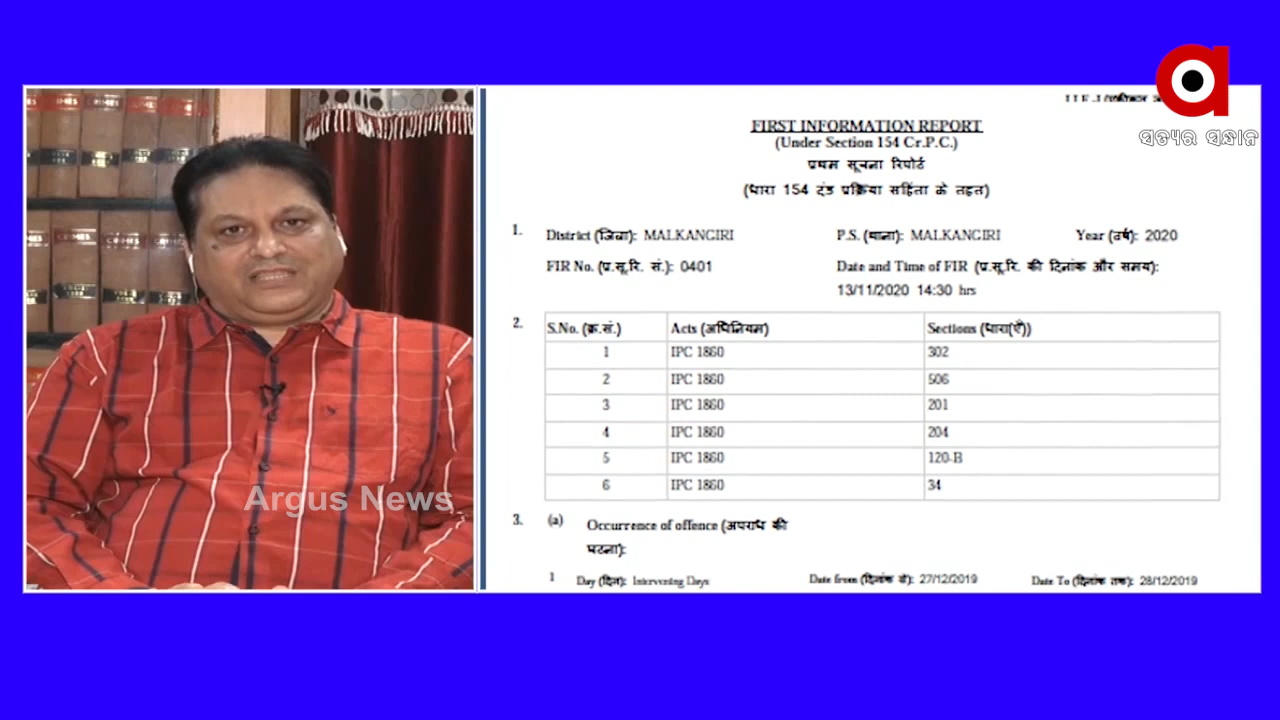 ସତ୍ୟର ସନ୍ଧାନ
CRIMES CRIMES
CRIMES CRIMES
Argus News
FIRST INFORMATION REPORT
(Under Section 154 Cr.P.C.)
प्रथम सूचना रिपोर्ट
(धारा 154 दंड प्रक्रिया संहिता के तहत)
1. District (जिला): MALKANGIRI P.S. (थाना): MALKANGIRI Year (वर्ष): 2020
FIR No. (प्र.सू.रि. सं.): 0401 Date and Time of FIR (प्र.सू.रि. की दिनांक और समय):
13/11/2020 14:30 hrs
2. S.No. (क्र.सं.) Acts (अधिनियम) Sections (धारा(एँ))
1 IPC 1860 302
2 IPC 1860 506
3 IPC 1860 201
4 IPC 1860 204
5 IPC 1860 120-B
6 IPC 1860 34
3. (a) Occurrence of offence (अपराध की
घटना):
1 Day (दिन): Intervening Days Date from (दिनांक से): 27/12/2019 Date To (दिनांक तक): 28/12/2019